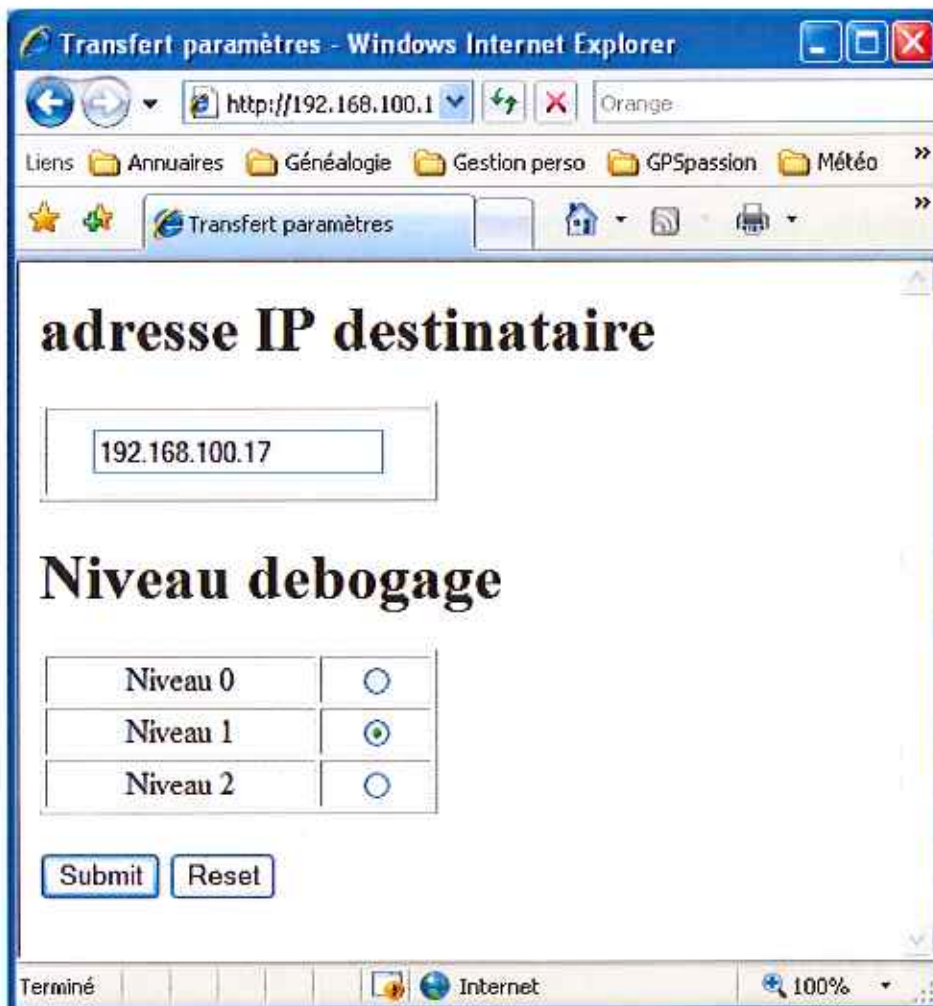 Transfert paramètres - Windows Internet Explorer
http://192.168.100.1
Orange
Liens Annuaires Généalogie Gestion perso GPSpassion Météo »
Transfert paramètres »
adresse IP destinataire
192.168.100.17
Niveau debogage
Niveau 0
Niveau 1
Niveau 2
Submit Reset
Terminé Internet 100%